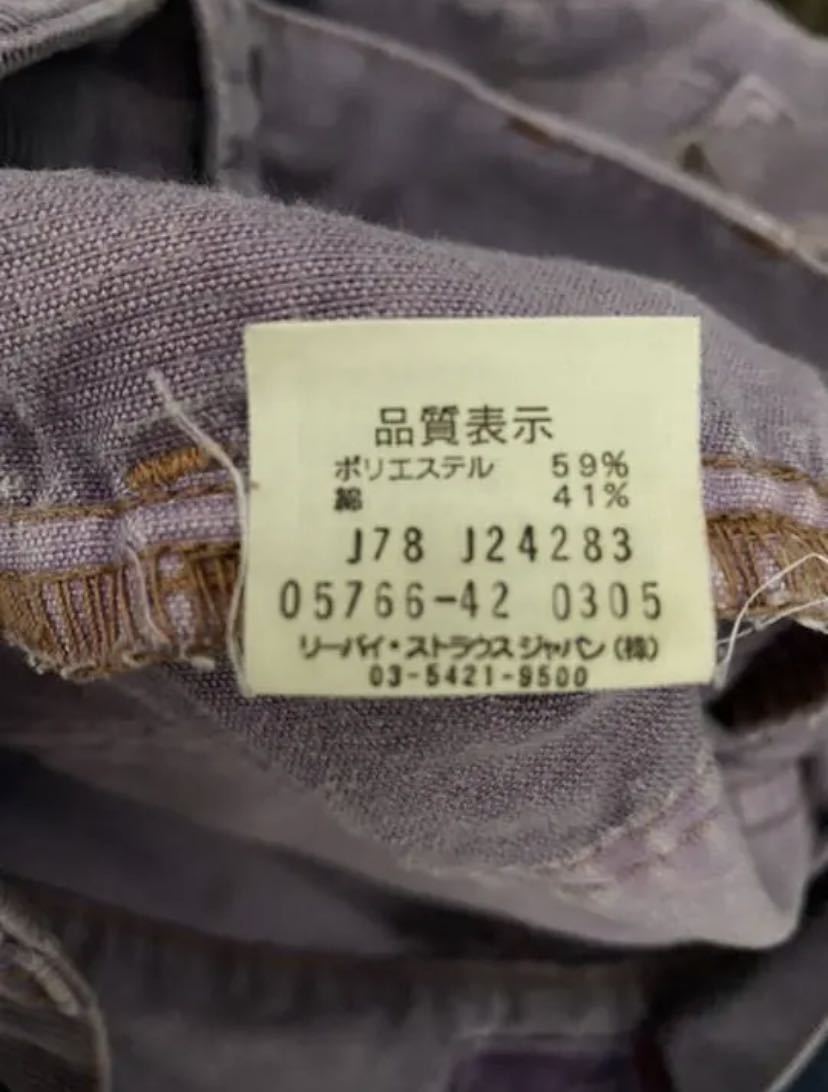 品質表示
ポリエステル 59%
綿 41%
J78 J24283
05766-42 0305
リーバイ・ストラウス ジャパン(株)
03-5421-9500